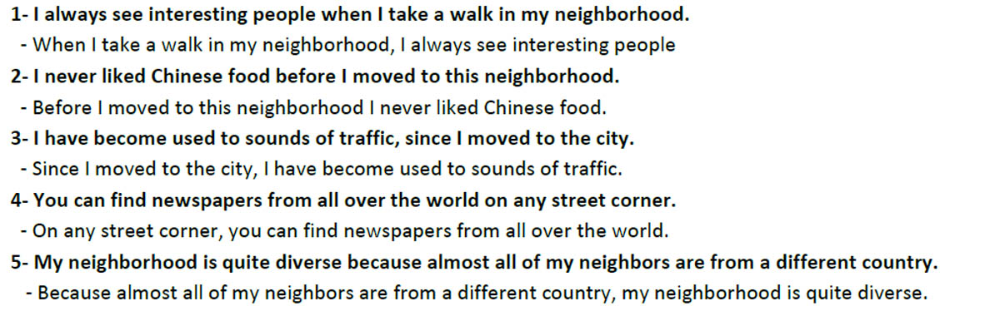 1- I always see interesting people when I take a walk in my neighborhood.
- When I take a walk in my neighborhood, I always see interesting people
2- I never liked Chinese food before I moved to this neighborhood.
- Before I moved to this neighborhood I never liked Chinese food.
3- I have become used to sounds of traffic, since I moved to the city.
- Since I moved to the city, I have become used to sounds of traffic.
4- You can find newspapers from all over the world on any street corner.
- On any street corner, you can find newspapers from all over the world.
5- My neighborhood is quite diverse because almost all of my neighbors are from a different country.
- Because almost all of my neighbors are from a different country, my neighborhood is quite diverse.